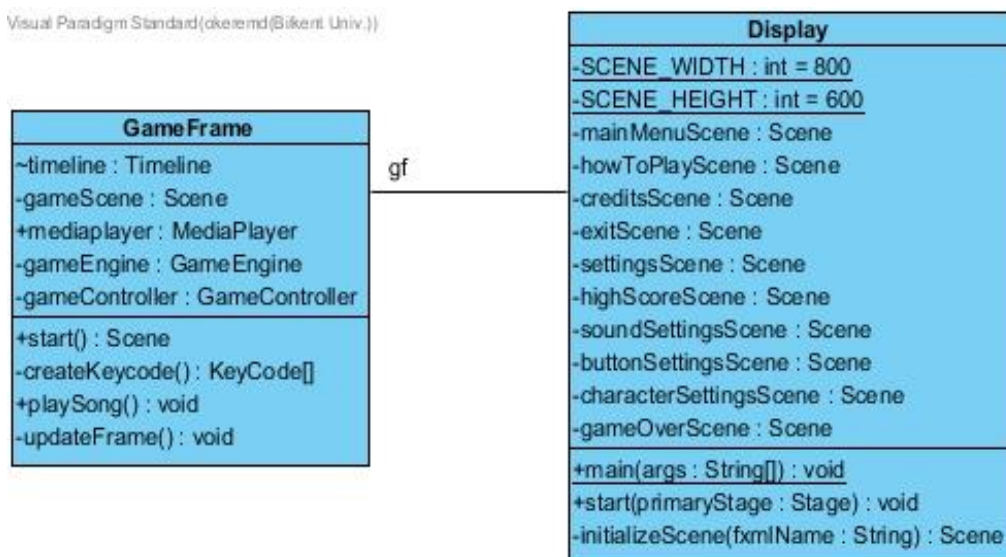 Visual Paradigm Standard(okeremd(Bilkent Univ.))
GameFrame
~timeline : Timeline
-gameScene : Scene
+mediaplayer : MediaPlayer
-gameEngine : GameEngine
-gameController : GameController
+start() : Scene
-createKeycode() : KeyCode[]
+playSong() : void
-updateFrame() : void
gf
Display
-SCENE_WIDTH : int = 800
-SCENE_HEIGHT : int = 600
-mainMenuScene : Scene
-howToPlayScene : Scene
-creditsScene : Scene
-exitScene : Scene
-settingsScene : Scene
-highScoreScene : Scene
-soundSettingsScene : Scene
-buttonSettingsScene : Scene
-characterSettingsScene : Scene
-gameOverScene : Scene
+main(args : String[]) : void
+start(primaryStage : Stage) : void
-initializeScene(fxmlName : String) : Scene